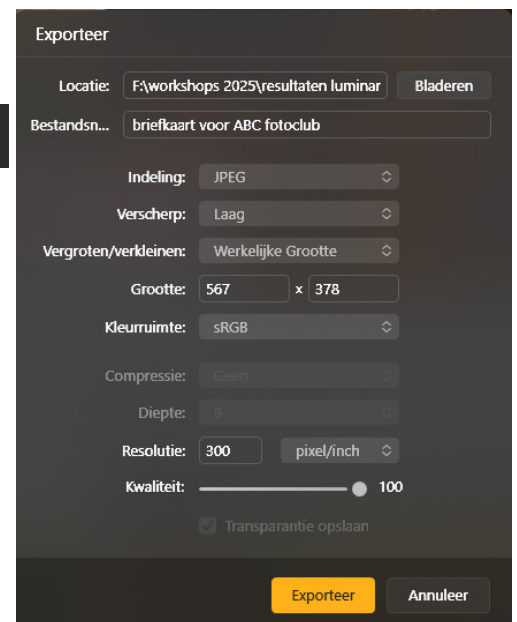 Exporteer
Locatie: F:\workshops 2025\resultaten luminar Bladeren
Bestandsn... briefkaart voor ABC fotoclub
Indeling: JPEG
Verscherp: Laag
Vergroten/verkleinen: Werkelijke Grootte
Grootte: 567 x 378
Kleurruimte: sRGB
Compressie: Geen
Diepte: 8
Resolutie: 300 pixel/inch
Kwaliteit: 100
Transparantie opslaan
Exporteer Annuleer